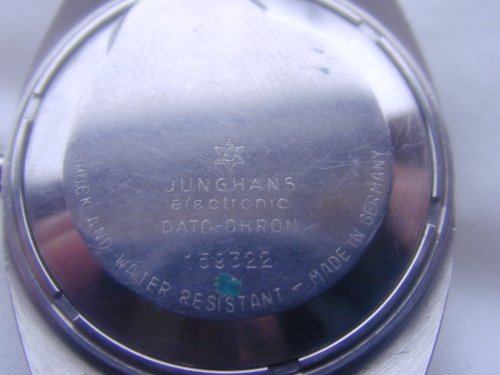 JUNGHANS
electronic
DATO-CHRON
159322
SHOCK AND WATER RESISTANT - MADE IN GERMANY